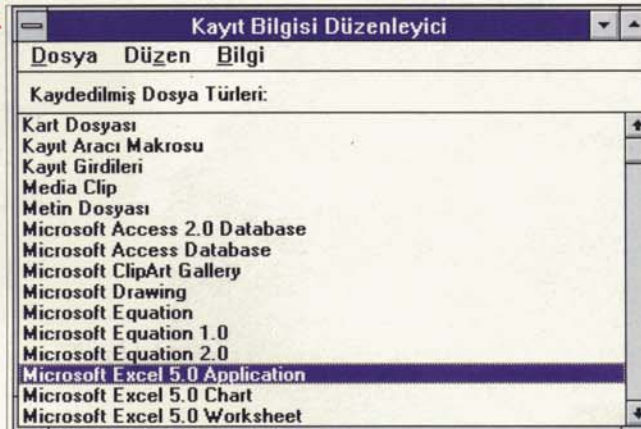 Kayıt Bilgisi Düzenleyici
Dosya Düzen Bilgi
Kaydedilmiş Dosya Türleri:
Kart Dosyası
Kayıt Aracı Makrosu
Kayıt Girdileri
Media Clip
Metin Dosyası
Microsoft Access 2.0 Database
Microsoft Access Database
Microsoft ClipArt Gallery
Microsoft Drawing
Microsoft Equation
Microsoft Equation 1.0
Microsoft Equation 2.0
Microsoft Excel 5.0 Application
Microsoft Excel 5.0 Chart
Microsoft Excel 5.0 Worksheet